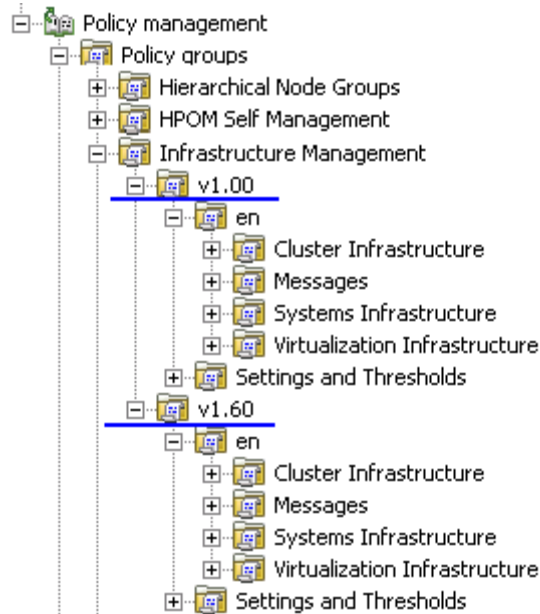 Policy management
Policy groups
Hierarchical Node Groups
HPOM Self Management
Infrastructure Management
v1.00
en
Cluster Infrastructure
Messages
Systems Infrastructure
Virtualization Infrastructure
Settings and Thresholds
v1.60
en
Cluster Infrastructure
Messages
Systems Infrastructure
Virtualization Infrastructure
Settings and Thresholds